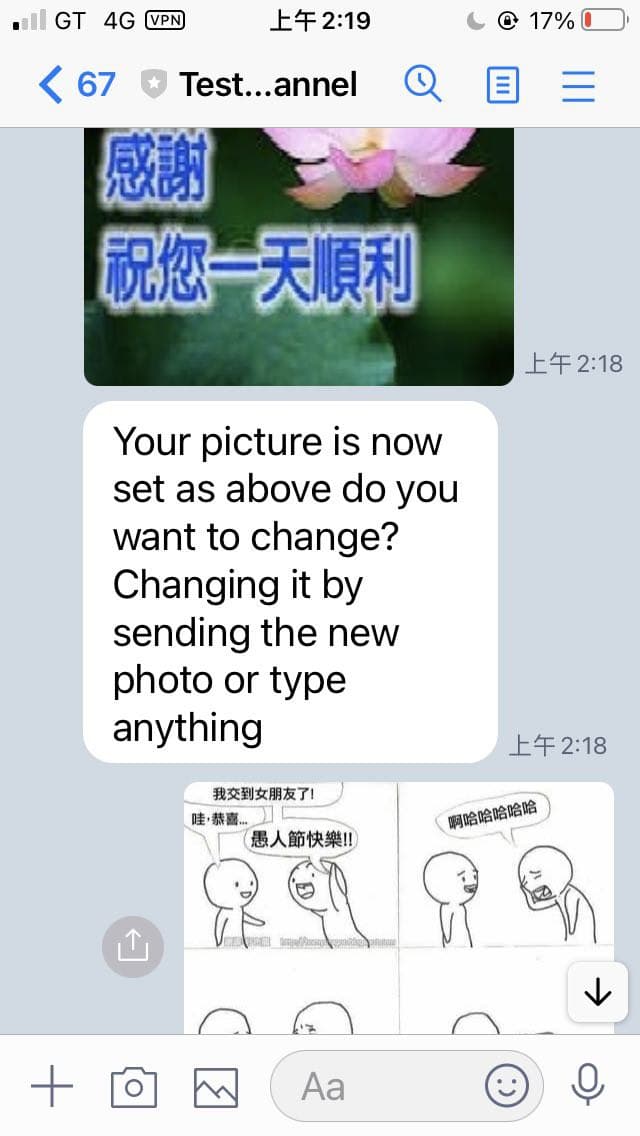 GT 4G VPN 上午2:19 17%
67 Test...annel
感謝
祝您一天順利
上午2:18
Your picture is now
set as above do you
want to change?
Changing it by
sending the new
photo or type
anything
上午2:18
我交到女朋友了!
哇,恭喜...
愚人節快樂!!
啊哈哈哈哈哈
Aa